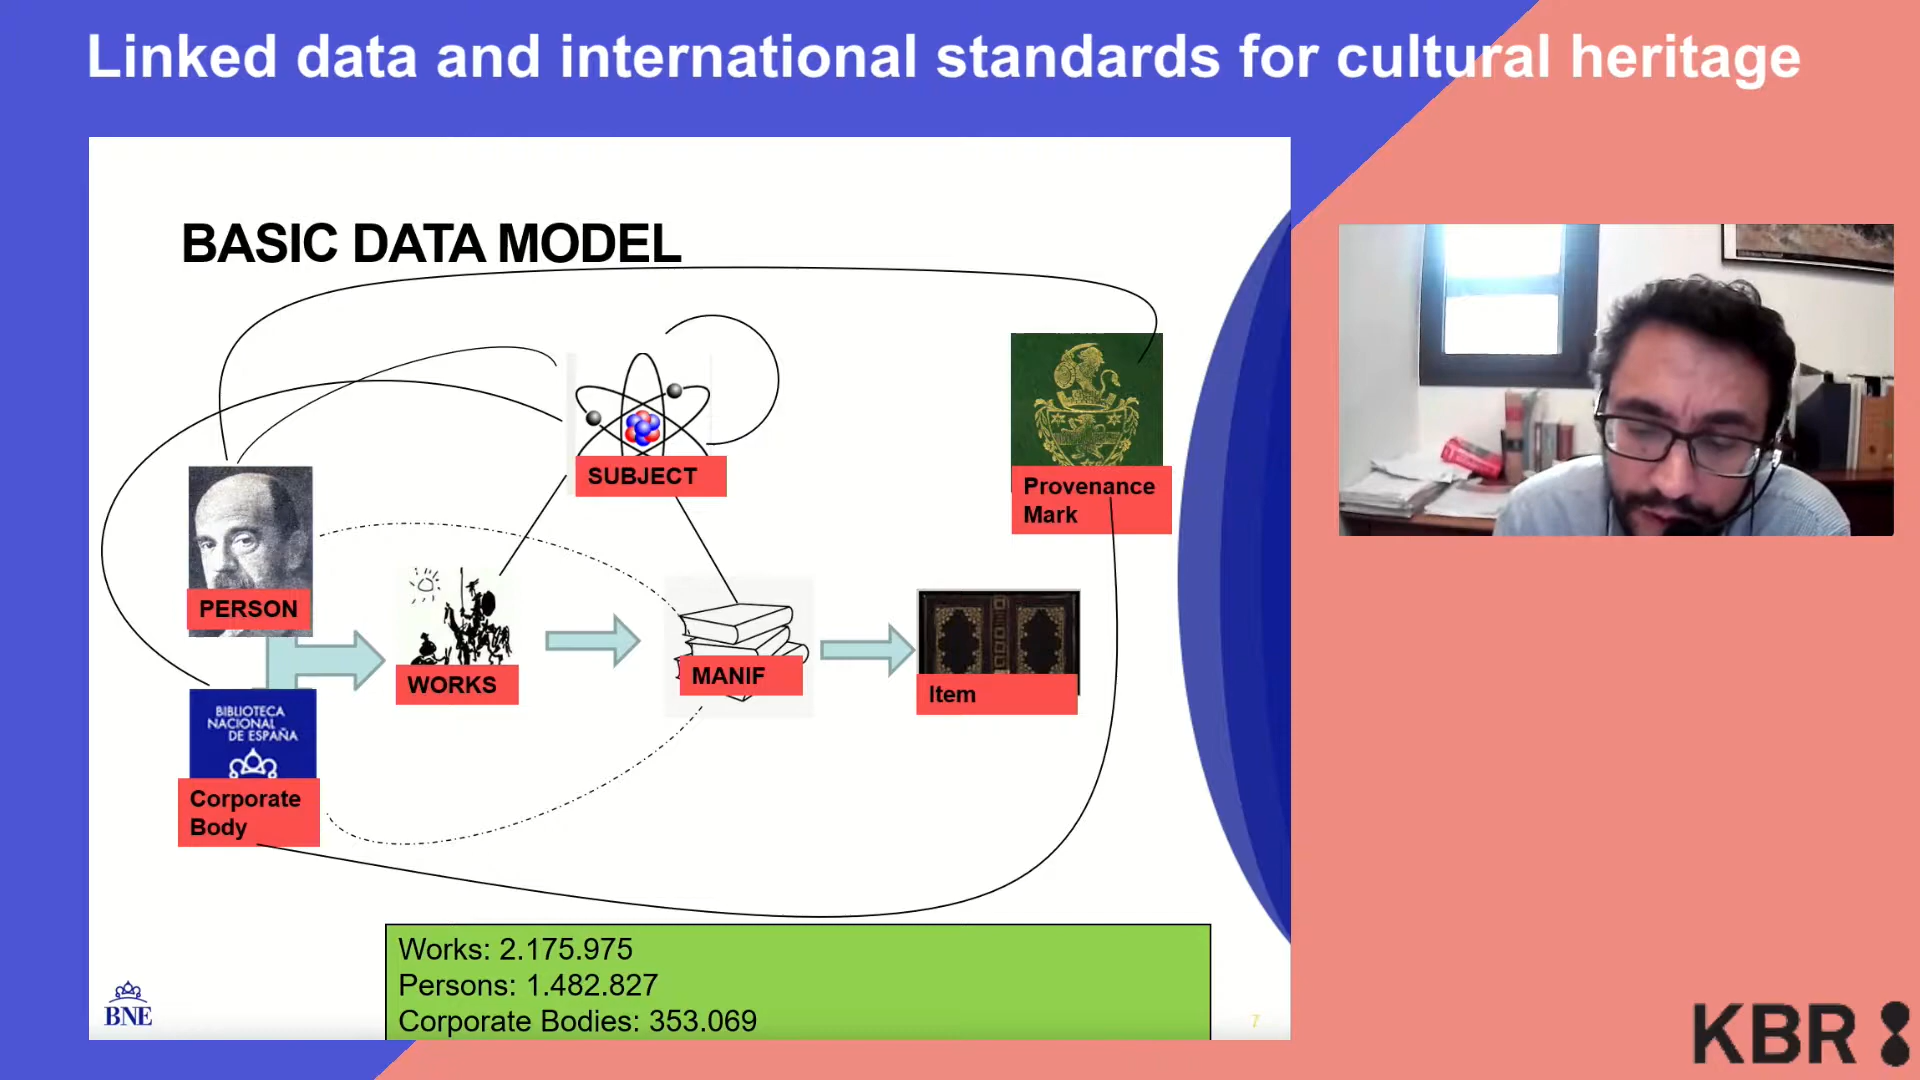 Linked data and international standards for cultural heritage
BASIC DATA MODEL
SUBJECT
Provenance
Mark
PERSON
WORKS
MANIF
Item
BIBLIOTECA
NACIONAL
DE ESPAÑA
Corporate
Body
Works: 2.175.975
Persons: 1.482.827
Corporate Bodies: 353.069
BNE
7
KBR